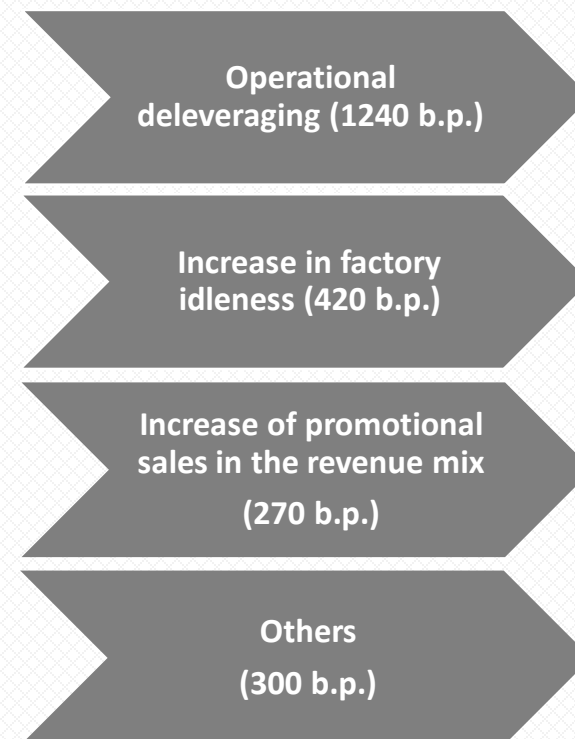 Operational
deleveraging (1240 b.p.)
Increase in factory
idleness (420 b.p.)
Increase of promotional
sales in the revenue mix
(270 b.p.)
Others
(300 b.p.)